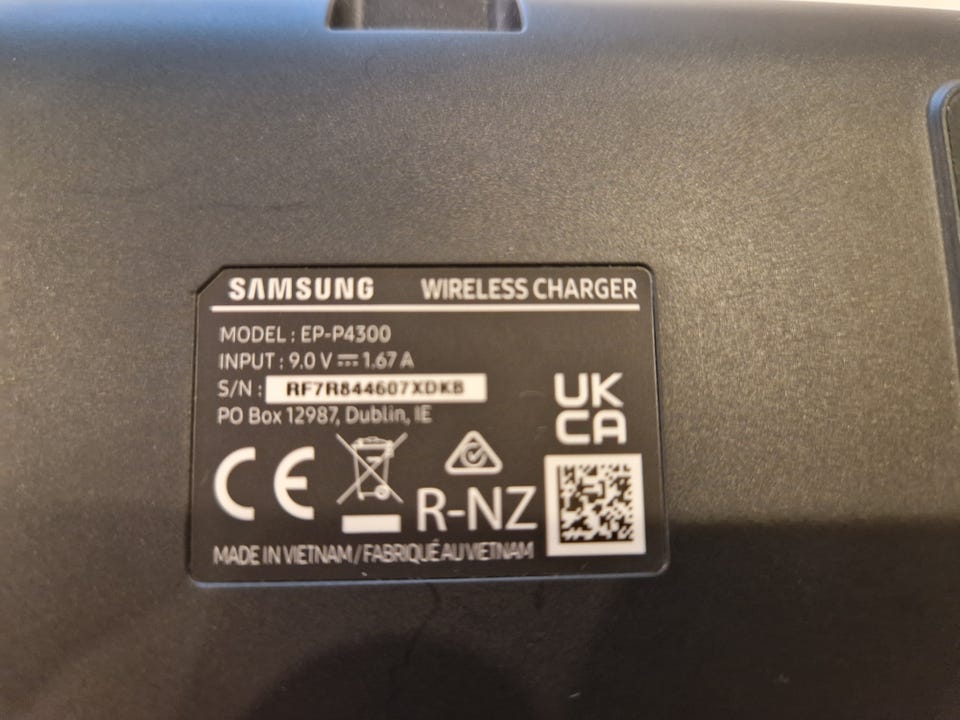 SAMSUNG WIRELESS CHARGER
MODEL : EP-P4300
INPUT : 9.0 V ⎓ 1.67 A
S/N : RF7R844607XDKB
PO Box 12987, Dublin, IE
UK
CA
CE
R-NZ
MADE IN VIETNAM / FABRIQUÉ AU VIETNAM